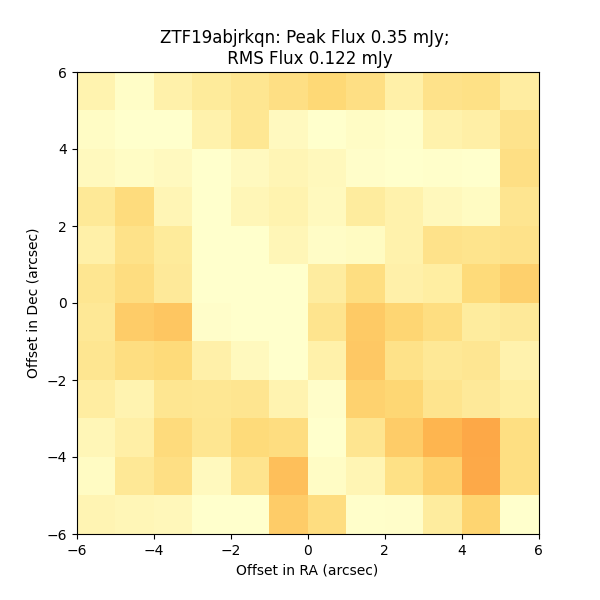 ZTF19abjrkqn: Peak Flux 0.35 mJy;
RMS Flux 0.122 mJy
6
4
2
0
−2
−4
−6
Offset in Dec (arcsec)
−6 −4 −2 0 2 4 6
Offset in RA (arcsec)